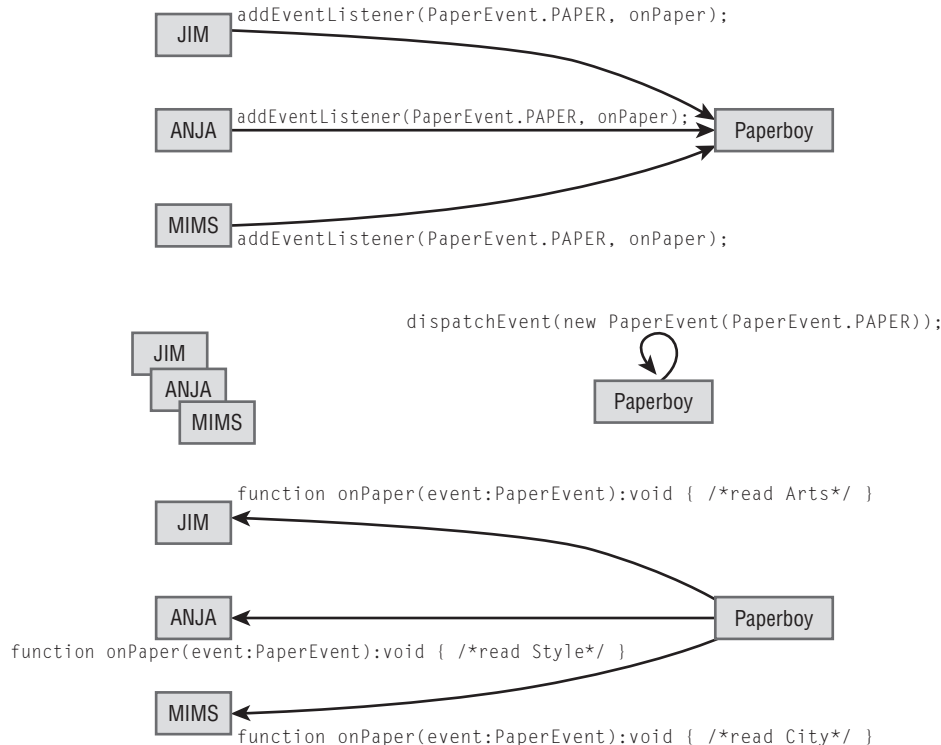 addEventListener(PaperEvent.PAPER, onPaper);
JIM
addEventListener(PaperEvent.PAPER, onPaper);
ANJA
Paperboy
MIMS
addEventListener(PaperEvent.PAPER, onPaper);
dispatchEvent(new PaperEvent(PaperEvent.PAPER));
JIM
ANJA
MIMS
Paperboy
function onPaper(event:PaperEvent):void { /*read Arts*/ }
JIM
ANJA
Paperboy
function onPaper(event:PaperEvent):void { /*read Style*/ }
MIMS
function onPaper(event:PaperEvent):void { /*read City*/ }